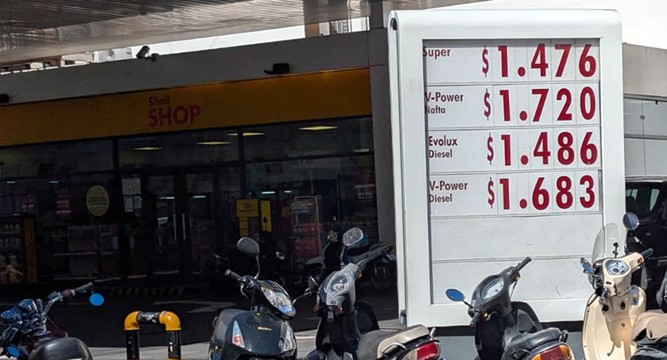 Shell
SHOP
Super $1.476
V-Power
Nafta $1.720
Evolux
Diesel $1.486
V-Power
Diesel $1.683